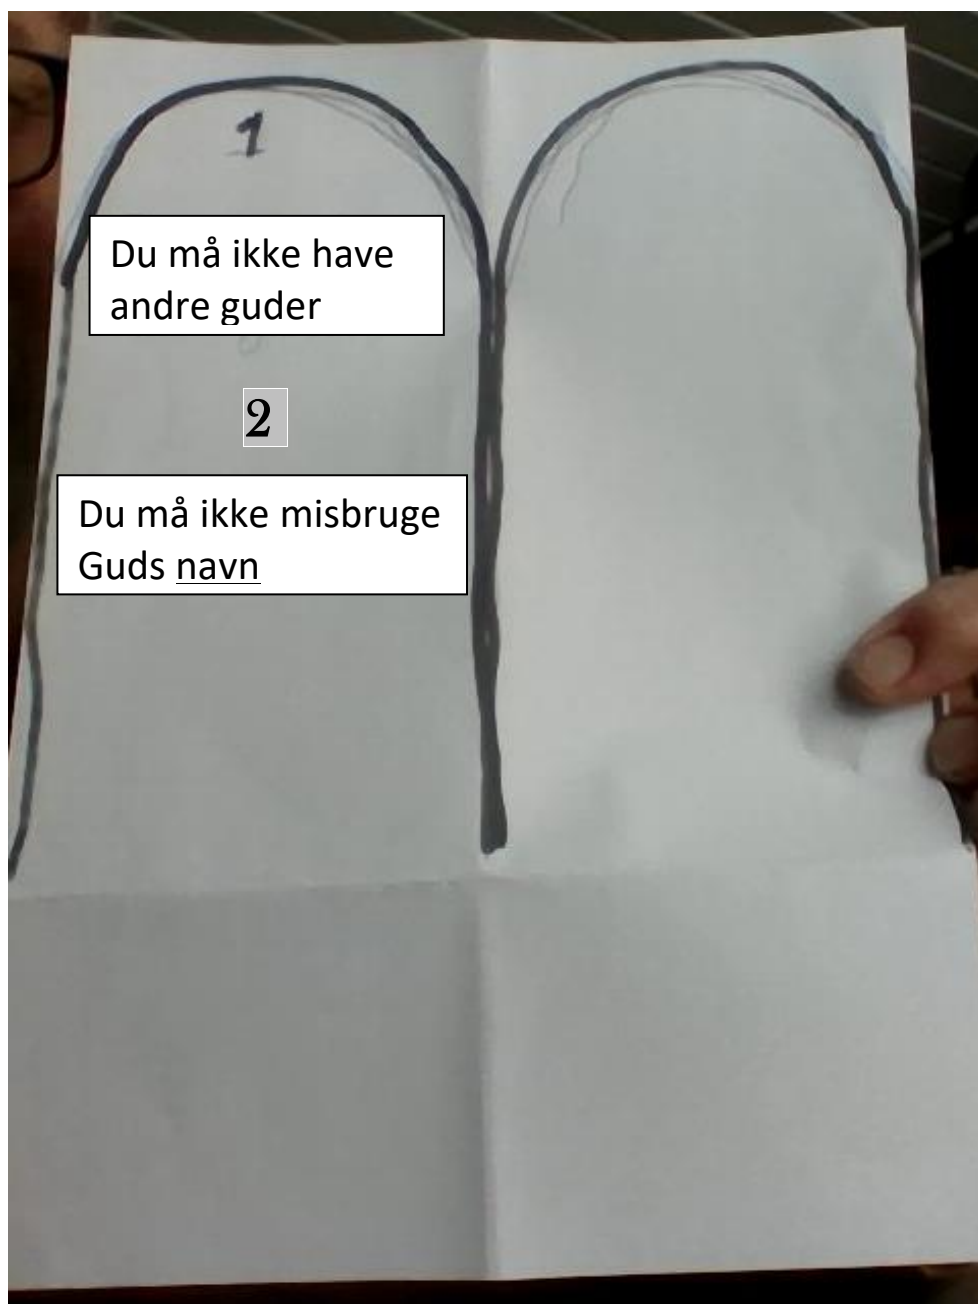 1
Du må ikke have
andre guder
2
Du må ikke misbruge
Guds navn